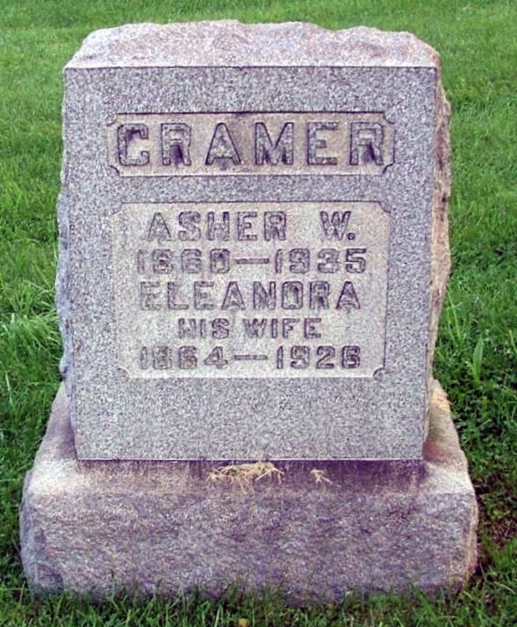 CRAMER
ASHER W.
1860—1935
ELEANORA
HIS WIFE
1864—1926